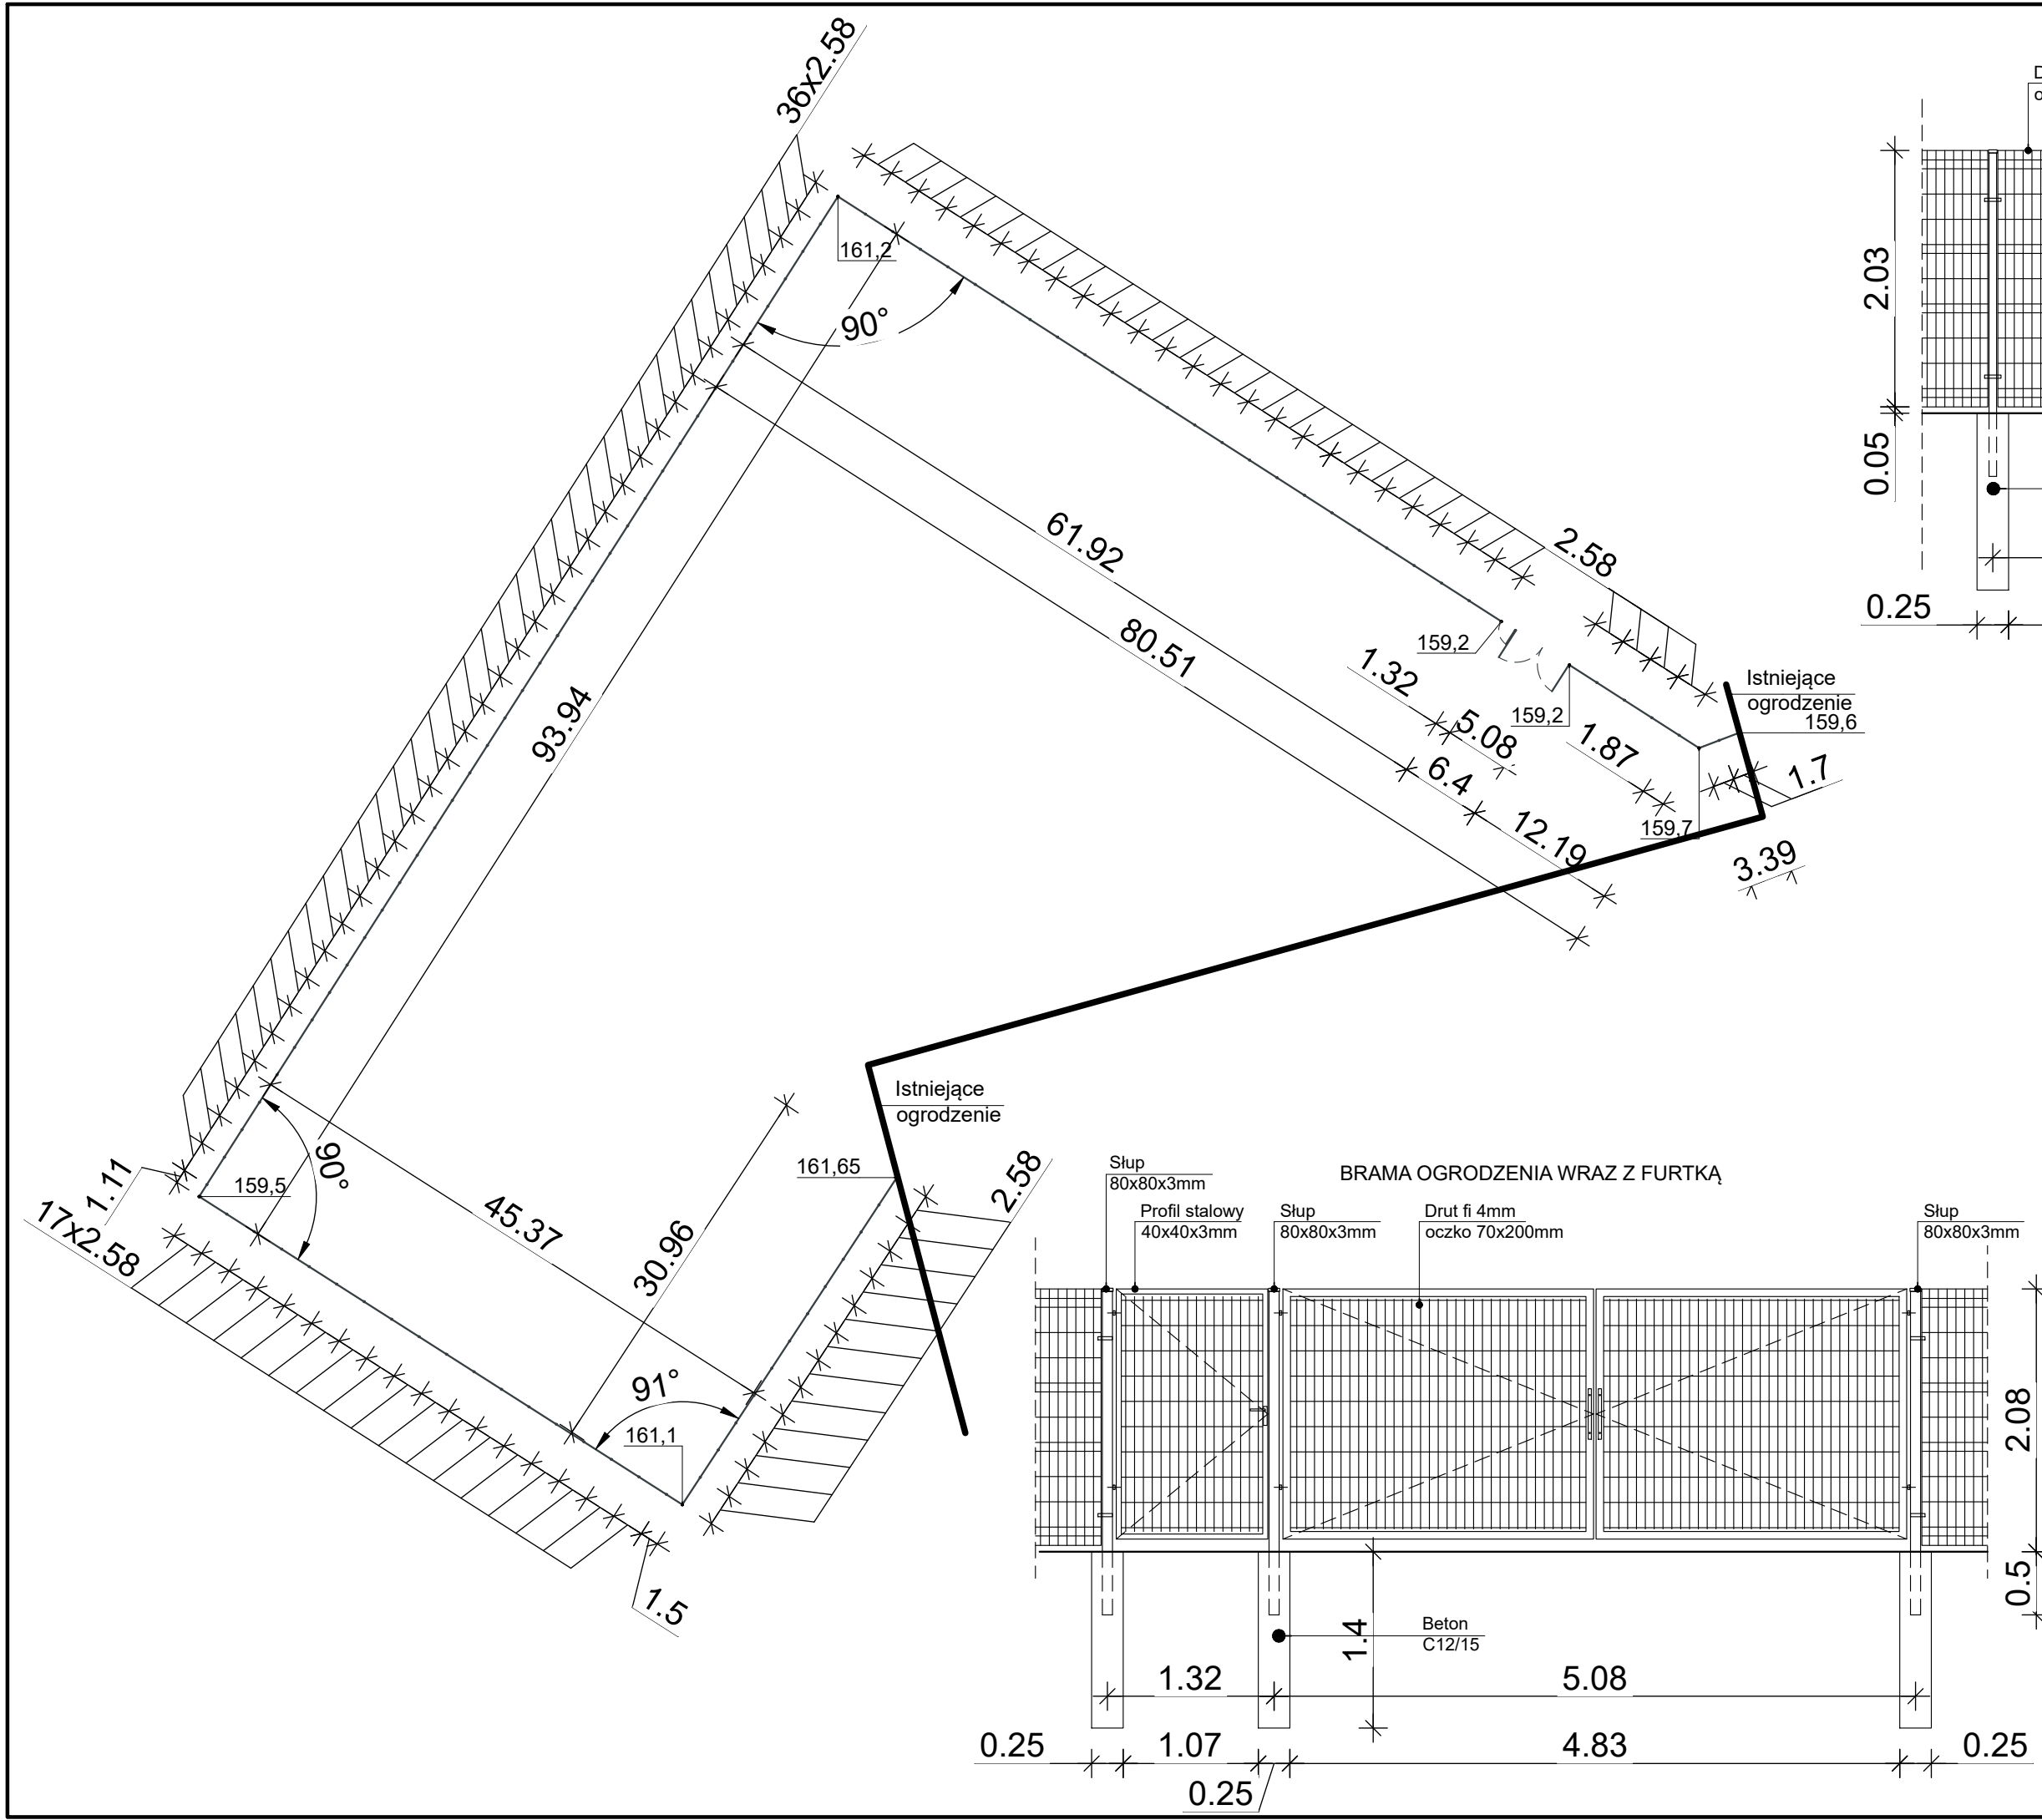 36x2.58
D
o
161,2
90°
2.03
0.05
0.25
61.92
80.51
93.94
2.58
159,2
159,2
1.32
5.08
6.4
1.87
12.19
Istniejące
ogrodzenie
159,6
1.7
159,7
3.39
Istniejące
ogrodzenie
161,65
1.11
17x2.58
159,5
90°
45.37
30.96
2.58
91°
161,1
1.5
BRAMA OGRODZENIA WRAZ Z FURTKĄ
Słup
80x80x3mm
Profil stalowy
40x40x3mm
Słup
80x80x3mm
Drut fi 4mm
oczko 70x200mm
Słup
80x80x3mm
2.08
0.5
1.4
Beton
C12/15
1.32
5.08
0.25
1.07
0.25
4.83
0.25